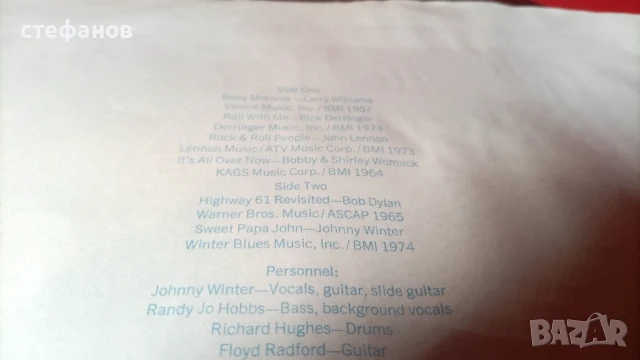 стефанов
Side One
Bony Moronie—Larry Williams
Venice Music, Inc./BMI 1957
Roll With Me—Rick Derringer
Derringer Music, Inc./BMI 1974
Rock & Roll People—John Lennon
Lennon Music/ATV Music Corp./BMI 1973
It's All Over Now—Bobby & Shirley Womack
KAGS Music Corp./BMI 1964
Side Two
Highway 61 Revisited—Bob Dylan
Warner Bros. Music/ASCAP 1965
Sweet Papa John—Johnny Winter
Winter Blues Music, Inc./BMI 1974
Personnel:
Johnny Winter—Vocals, guitar, slide guitar
Randy Jo Hobbs—Bass, background vocals
Richard Hughes—Drums
Floyd Radford—Guitar
BAZAR
bg